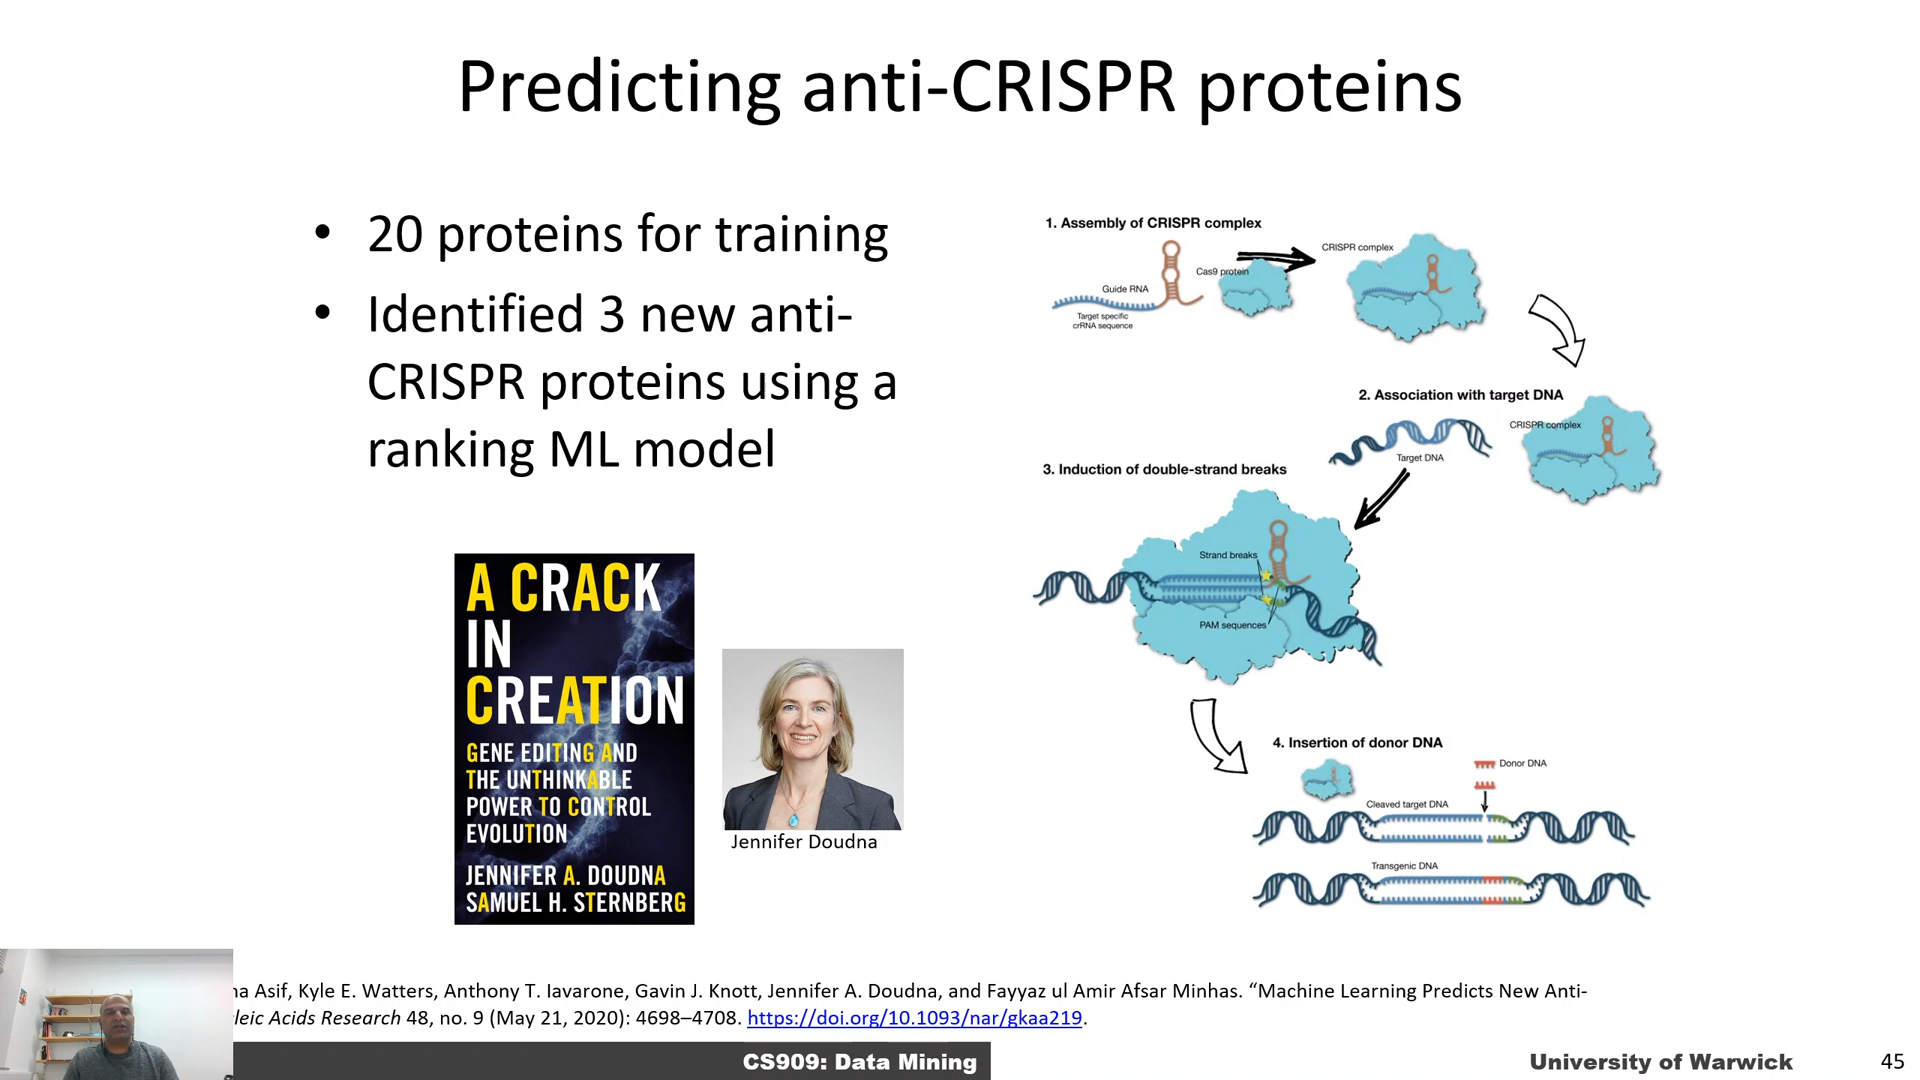 Predicting anti-CRISPR proteins
• 20 proteins for training
• Identified 3 new anti-
CRISPR proteins using a
ranking ML model
A CRACK
IN
CREATION
GENE EDITING AND
THE UNTHINKABLE
POWER TO CONTROL
EVOLUTION
JENNIFER A. DOUDNA
SAMUEL H. STERNBERG
Jennifer Doudna
1. Assembly of CRISPR complex
CRISPR complex
Cas9 protein
Guide RNA
Target specific
crRNA sequence
2. Association with target DNA
CRISPR complex
Target DNA
3. Induction of double-strand breaks
Strand breaks
PAM sequences
4. Insertion of donor DNA
Donor DNA
Cleaved target DNA
Transgenic DNA
Asif, Kyle E. Watters, Anthony T. Iavarone, Gavin J. Knott, Jennifer A. Doudna, and Fayyaz ul Amir Afsar Minhas. “Machine Learning Predicts New Anti-
Acids Research 48, no. 9 (May 21, 2020): 4698–4708. https://doi.org/10.1093/nar/gkaa219.
CS909: Data Mining
University of Warwick
45